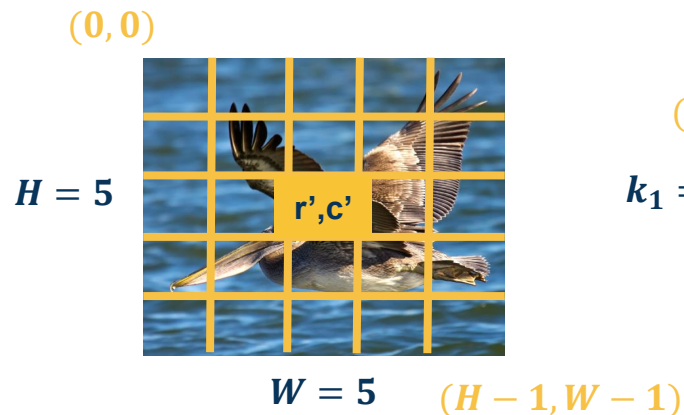 (0, 0)
(
H = 5
r’,c’
k₁ =
W = 5
(H − 1, W − 1)